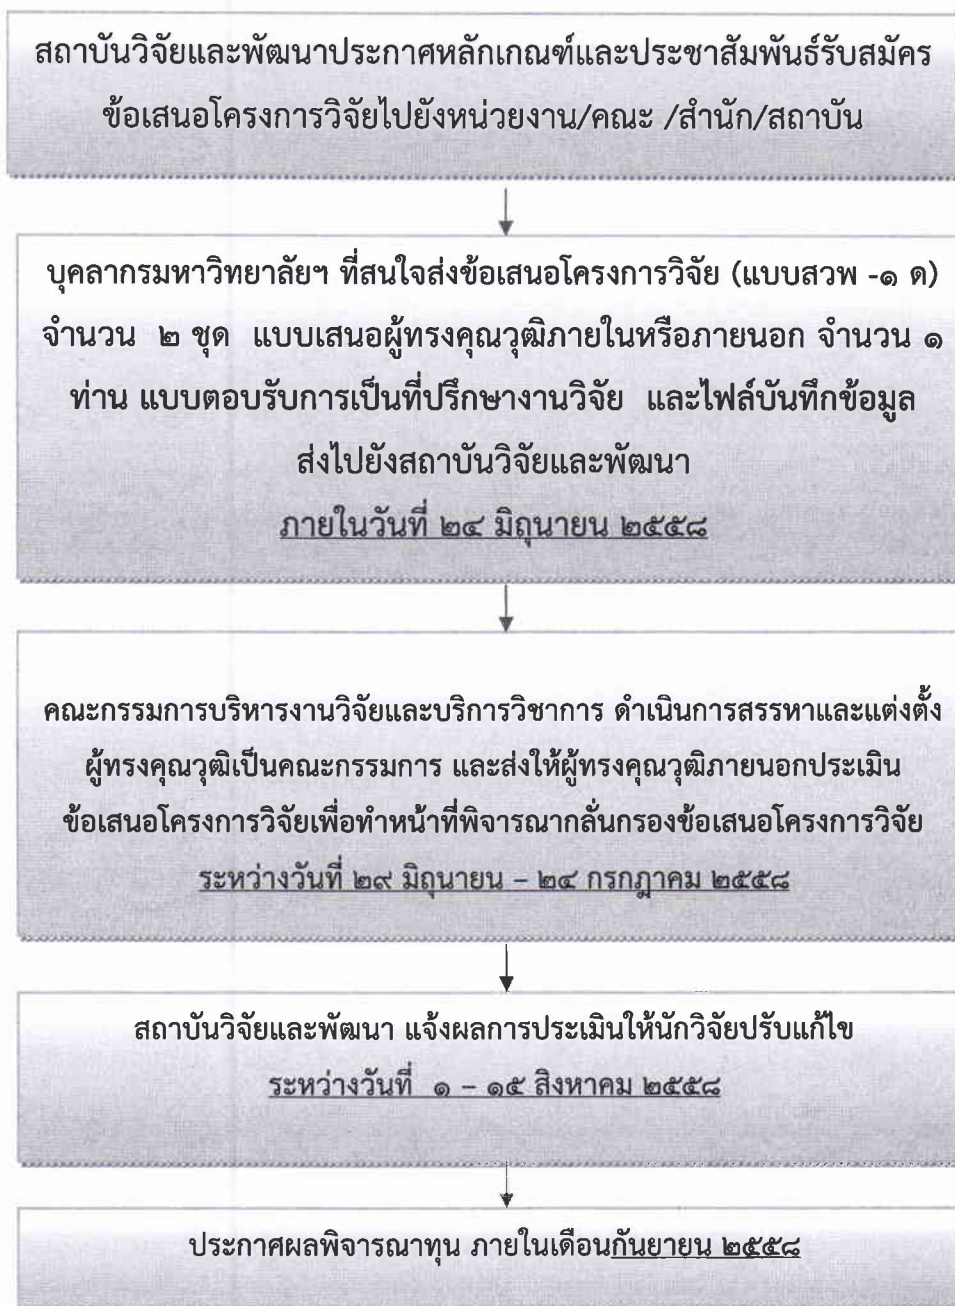 สถาบันวิจัยและพัฒนาประกาศหลักเกณฑ์และประชาสัมพันธ์รับสมัคร
ข้อเสนอโครงการวิจัยไปยังหน่วยงาน/คณะ /สำนัก/สถาบัน
บุคลากรมหาวิทยาลัยฯ ที่สนใจส่งข้อเสนอโครงการวิจัย (แบบสวพ -๑ ด)
จำนวน ๒ ชุด แบบเสนอผู้ทรงคุณวุฒิภายในหรือภายนอก จำนวน ๑
ท่าน แบบตอบรับการเป็นที่ปรึกษางานวิจัย และไฟล์บันทึกข้อมูล
ส่งไปยังสถาบันวิจัยและพัฒนา
ภายในวันที่ ๒๔ มิถุนายน ๒๕๕๘
คณะกรรมการบริหารงานวิจัยและบริการวิชาการ ดำเนินการสรรหาและแต่งตั้ง
ผู้ทรงคุณวุฒิเป็นคณะกรรมการ และส่งให้ผู้ทรงคุณวุฒิภายนอกประเมิน
ข้อเสนอโครงการวิจัยเพื่อทำหน้าที่พิจารณากลั่นกรองข้อเสนอโครงการวิจัย
ระหว่างวันที่ ๒๙ มิถุนายน – ๒๔ กรกฎาคม ๒๕๕๘
สถาบันวิจัยและพัฒนา แจ้งผลการประเมินให้นักวิจัยปรับแก้ไข
ระหว่างวันที่ ๑ – ๑๕ สิงหาคม ๒๕๕๘
ประกาศผลพิจารณาทุน ภายในเดือนกันยายน ๒๕๕๘